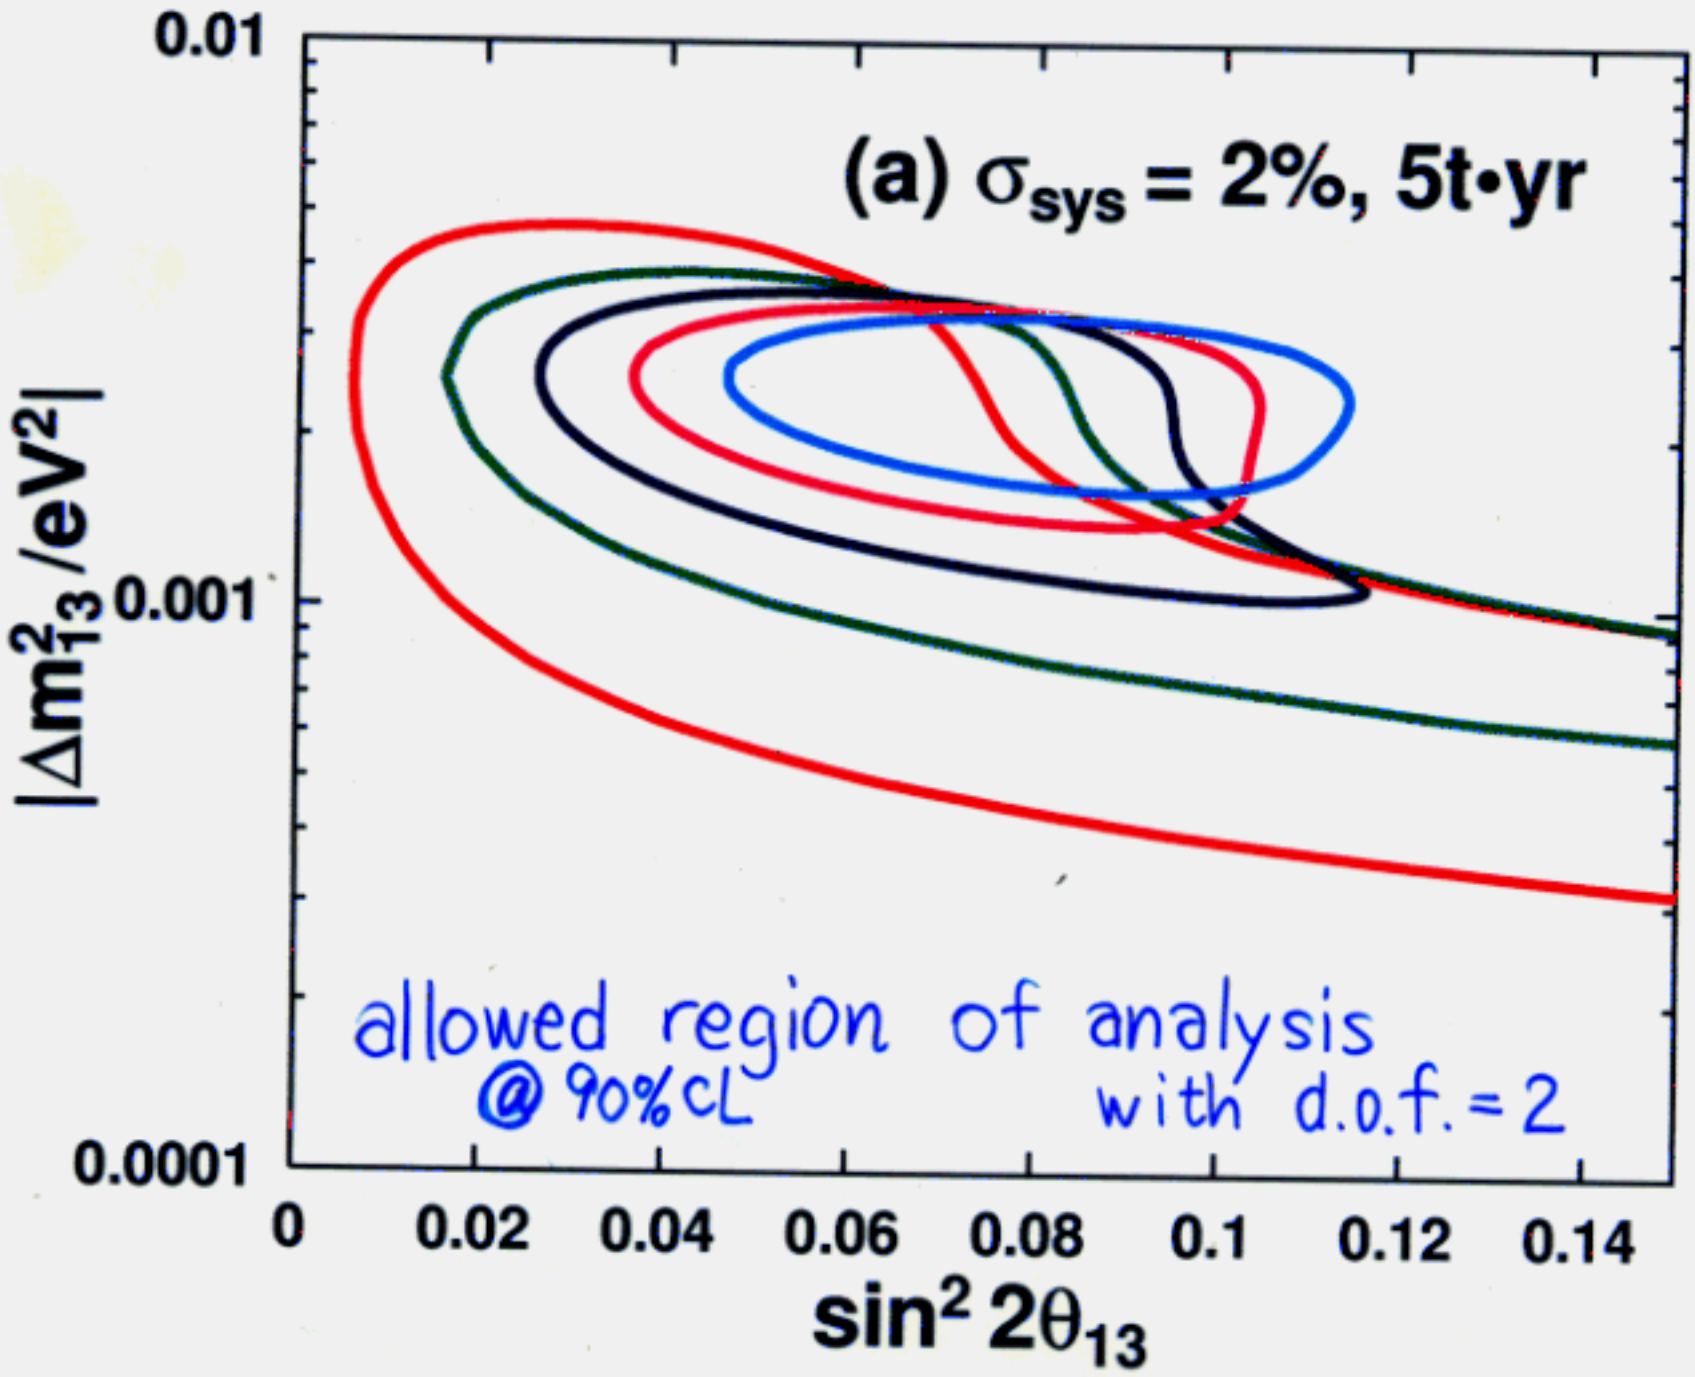 0.01
(a) σsys = 2%, 5t•yr
|Δm²₁₃/eV²|
0.001
allowed region of analysis
@ 90% CL with d.o.f. = 2
0.0001
0 0.02 0.04 0.06 0.08 0.1 0.12 0.14
sin² 2θ₁₃